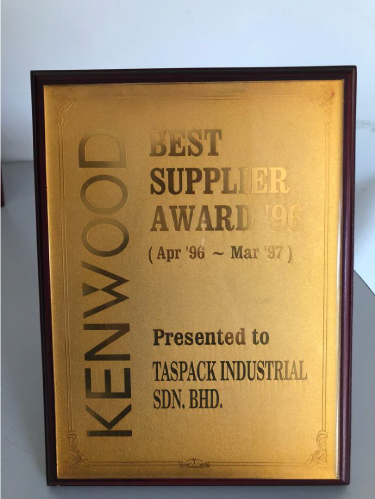 KENWOOD
BEST
SUPPLIER
AWARD '96
( Apr '96 ~ Mar '97 )
Presented to
TASPACK INDUSTRIAL
SDN. BHD.